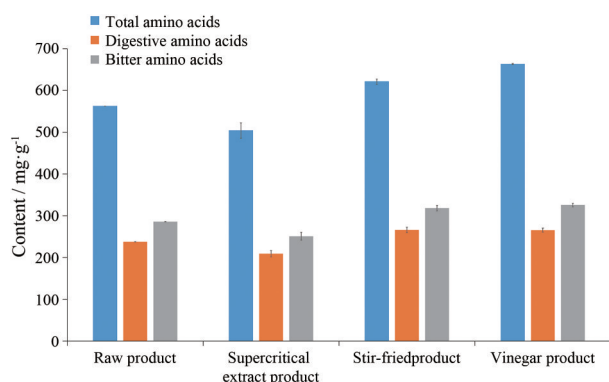 Total amino acids
Digestive amino acids
Bitter amino acids
Content / mg·g⁻¹
700
600
500
400
300
200
100
0
Raw product
Supercritical
extract product
Stir-friedproduct
Vinegar product